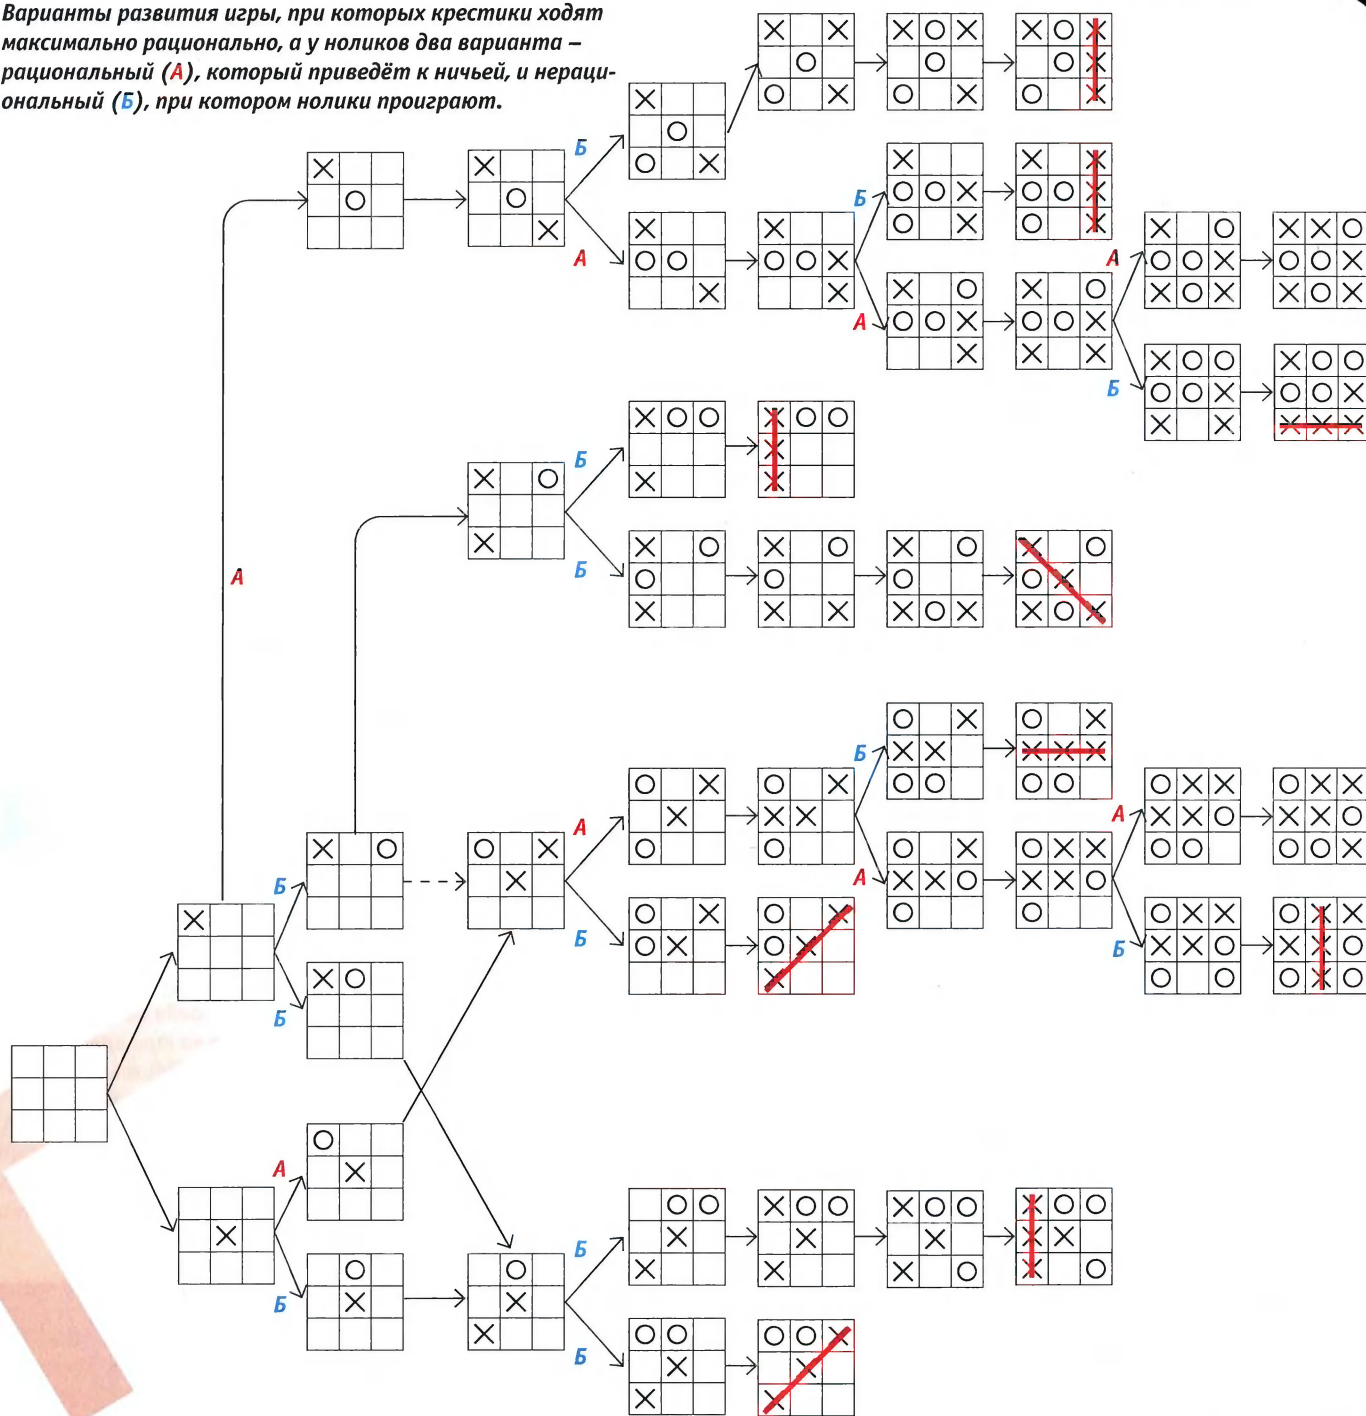 Варианты развития игры, при которых крестики ходят
максимально рационально, а у ноликов два варианта –
рациональный (А), который приведёт к ничьей, и нераци-
ональный (Б), при котором нолики проиграют.
Б
Б
А
А
А
Б
Б
Б
А
Б
А
А
Б
А
Б
Б
Б
А
Б
Б
Б